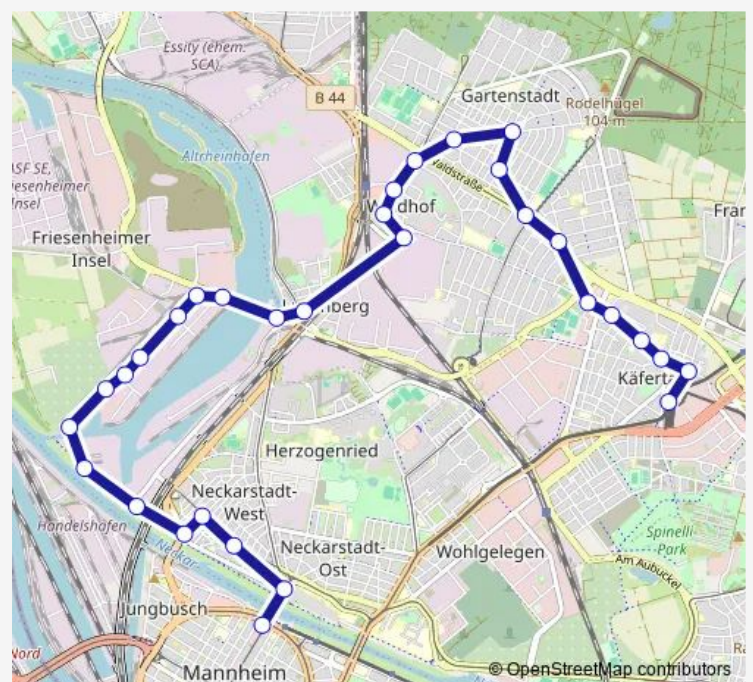 Essity (ehem.
SCA)
B 44
Gartenstadt
Rodelhügel
104 m
Altrheinhafen
Waldstraße
Friesenheimer
Insel
Käfert
Herzogenried
Neckarstadt-
West
Handelshafen
Neckar
Neckarstadt-
Ost
Wohlgelegen
Spinelli-
Park
Am Aubuckel
Jungbusch
Mannheim
© OpenStreetMap contributors